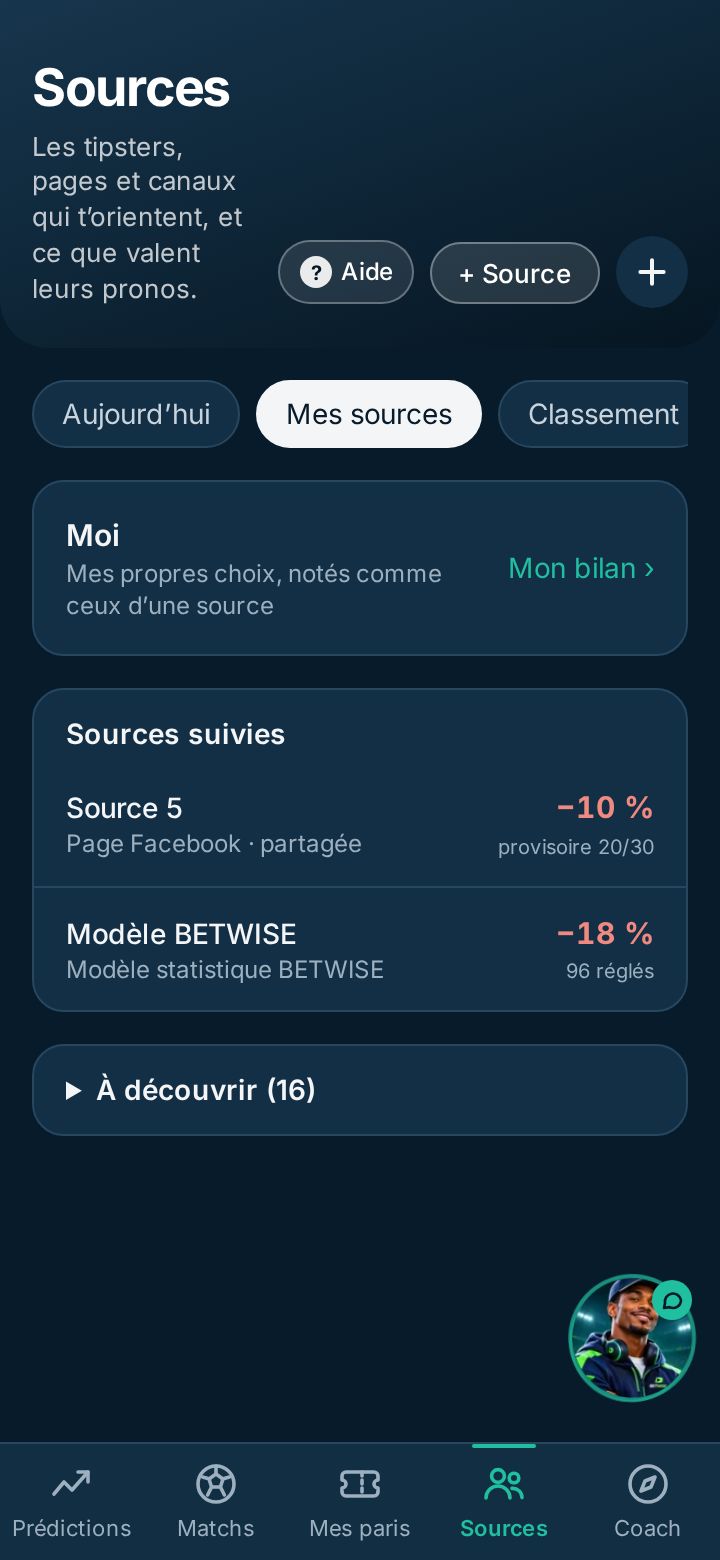 Sources
Les tipsters,
pages et canaux
qui t’orientent, et
ce que valent
leurs pronos.
? Aide
+ Source
Aujourd’hui
Mes sources
Classement
Moi
Mes propres choix, notés comme
ceux d’une source
Mon bilan ›
Sources suivies
Source 5
−10 %
Page Facebook · partagée
provisoire 20/30
Modèle BETWISE
−18 %
Modèle statistique BETWISE
96 réglés
À découvrir (16)
Prédictions
Matchs
Mes paris
Sources
Coach